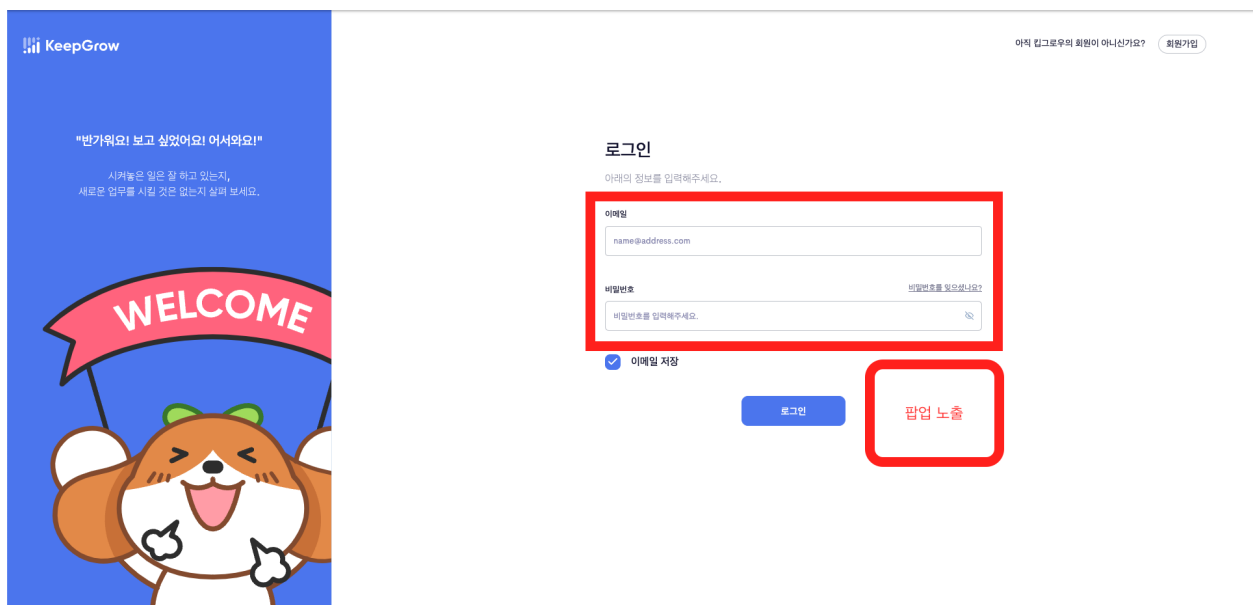 KeepGrow
아직 킵그로우의 회원이 아니신가요? 회원가입
"반가워요! 보고 싶었어요! 어서와요!"
시켜놓은 일은 잘 하고 있는지,
새로운 업무를 시킬 것은 없는지 살펴 보세요.
WELCOME
로그인
아래의 정보를 입력해주세요.
이메일
name@address.com
비밀번호 비밀번호를 잊으셨나요?
비밀번호를 입력해주세요.
이메일 저장
로그인
팝업 노출